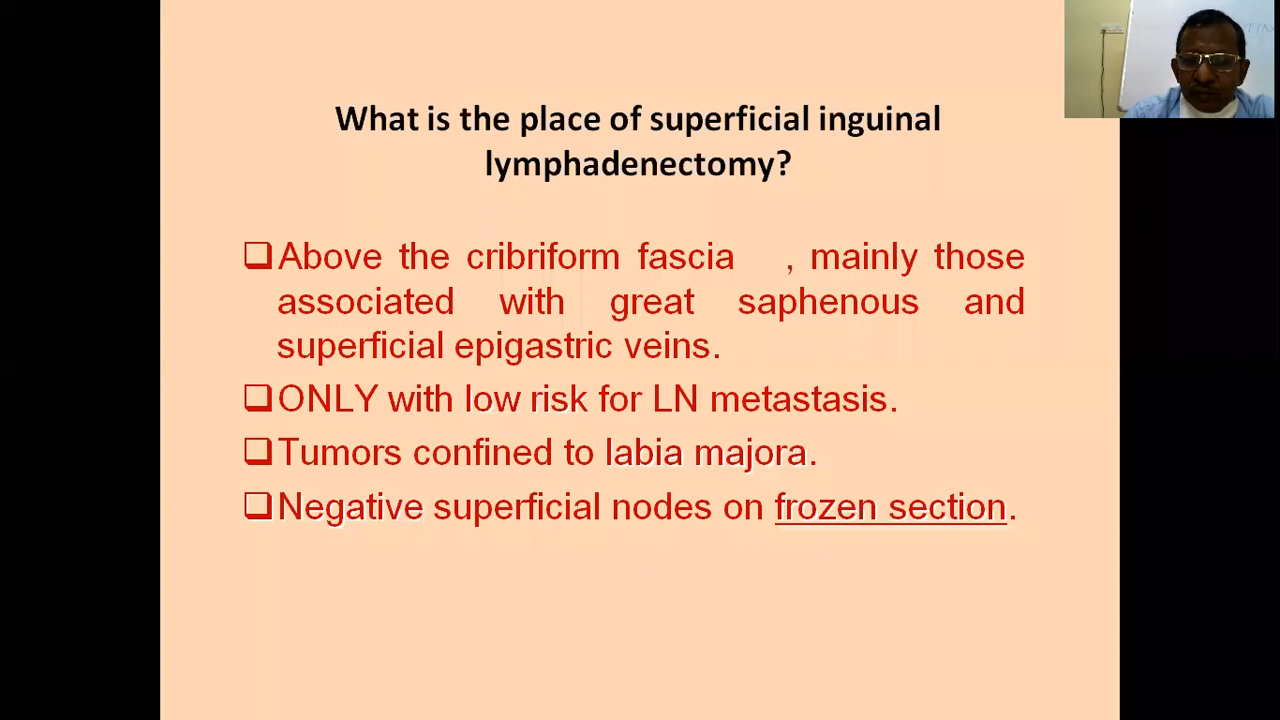 What is the place of superficial inguinal
lymphadenectomy?
Above the cribriform fascia , mainly those
associated with great saphenous and
superficial epigastric veins.
ONLY with low risk for LN metastasis.
Tumors confined to labia majora.
Negative superficial nodes on frozen section.